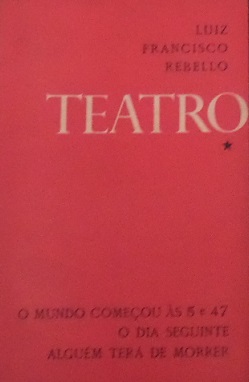 LUIZ
FRANCISCO
REBELLO
TEATRO
*
O MUNDO COMEÇOU ÀS 5 E 47
O DIA SEGUINTE
ALGUÉM TERÁ DE MORRER